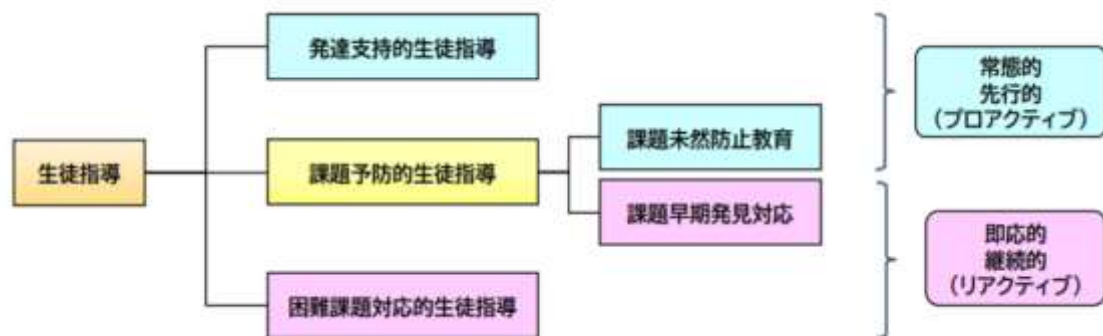 発達支持的生徒指導
常態的
先行的
（プロアクティブ）
課題未然防止教育
生徒指導
課題予防的生徒指導
課題早期発見対応
即応的
継続的
（リアクティブ）
困難課題対応的生徒指導